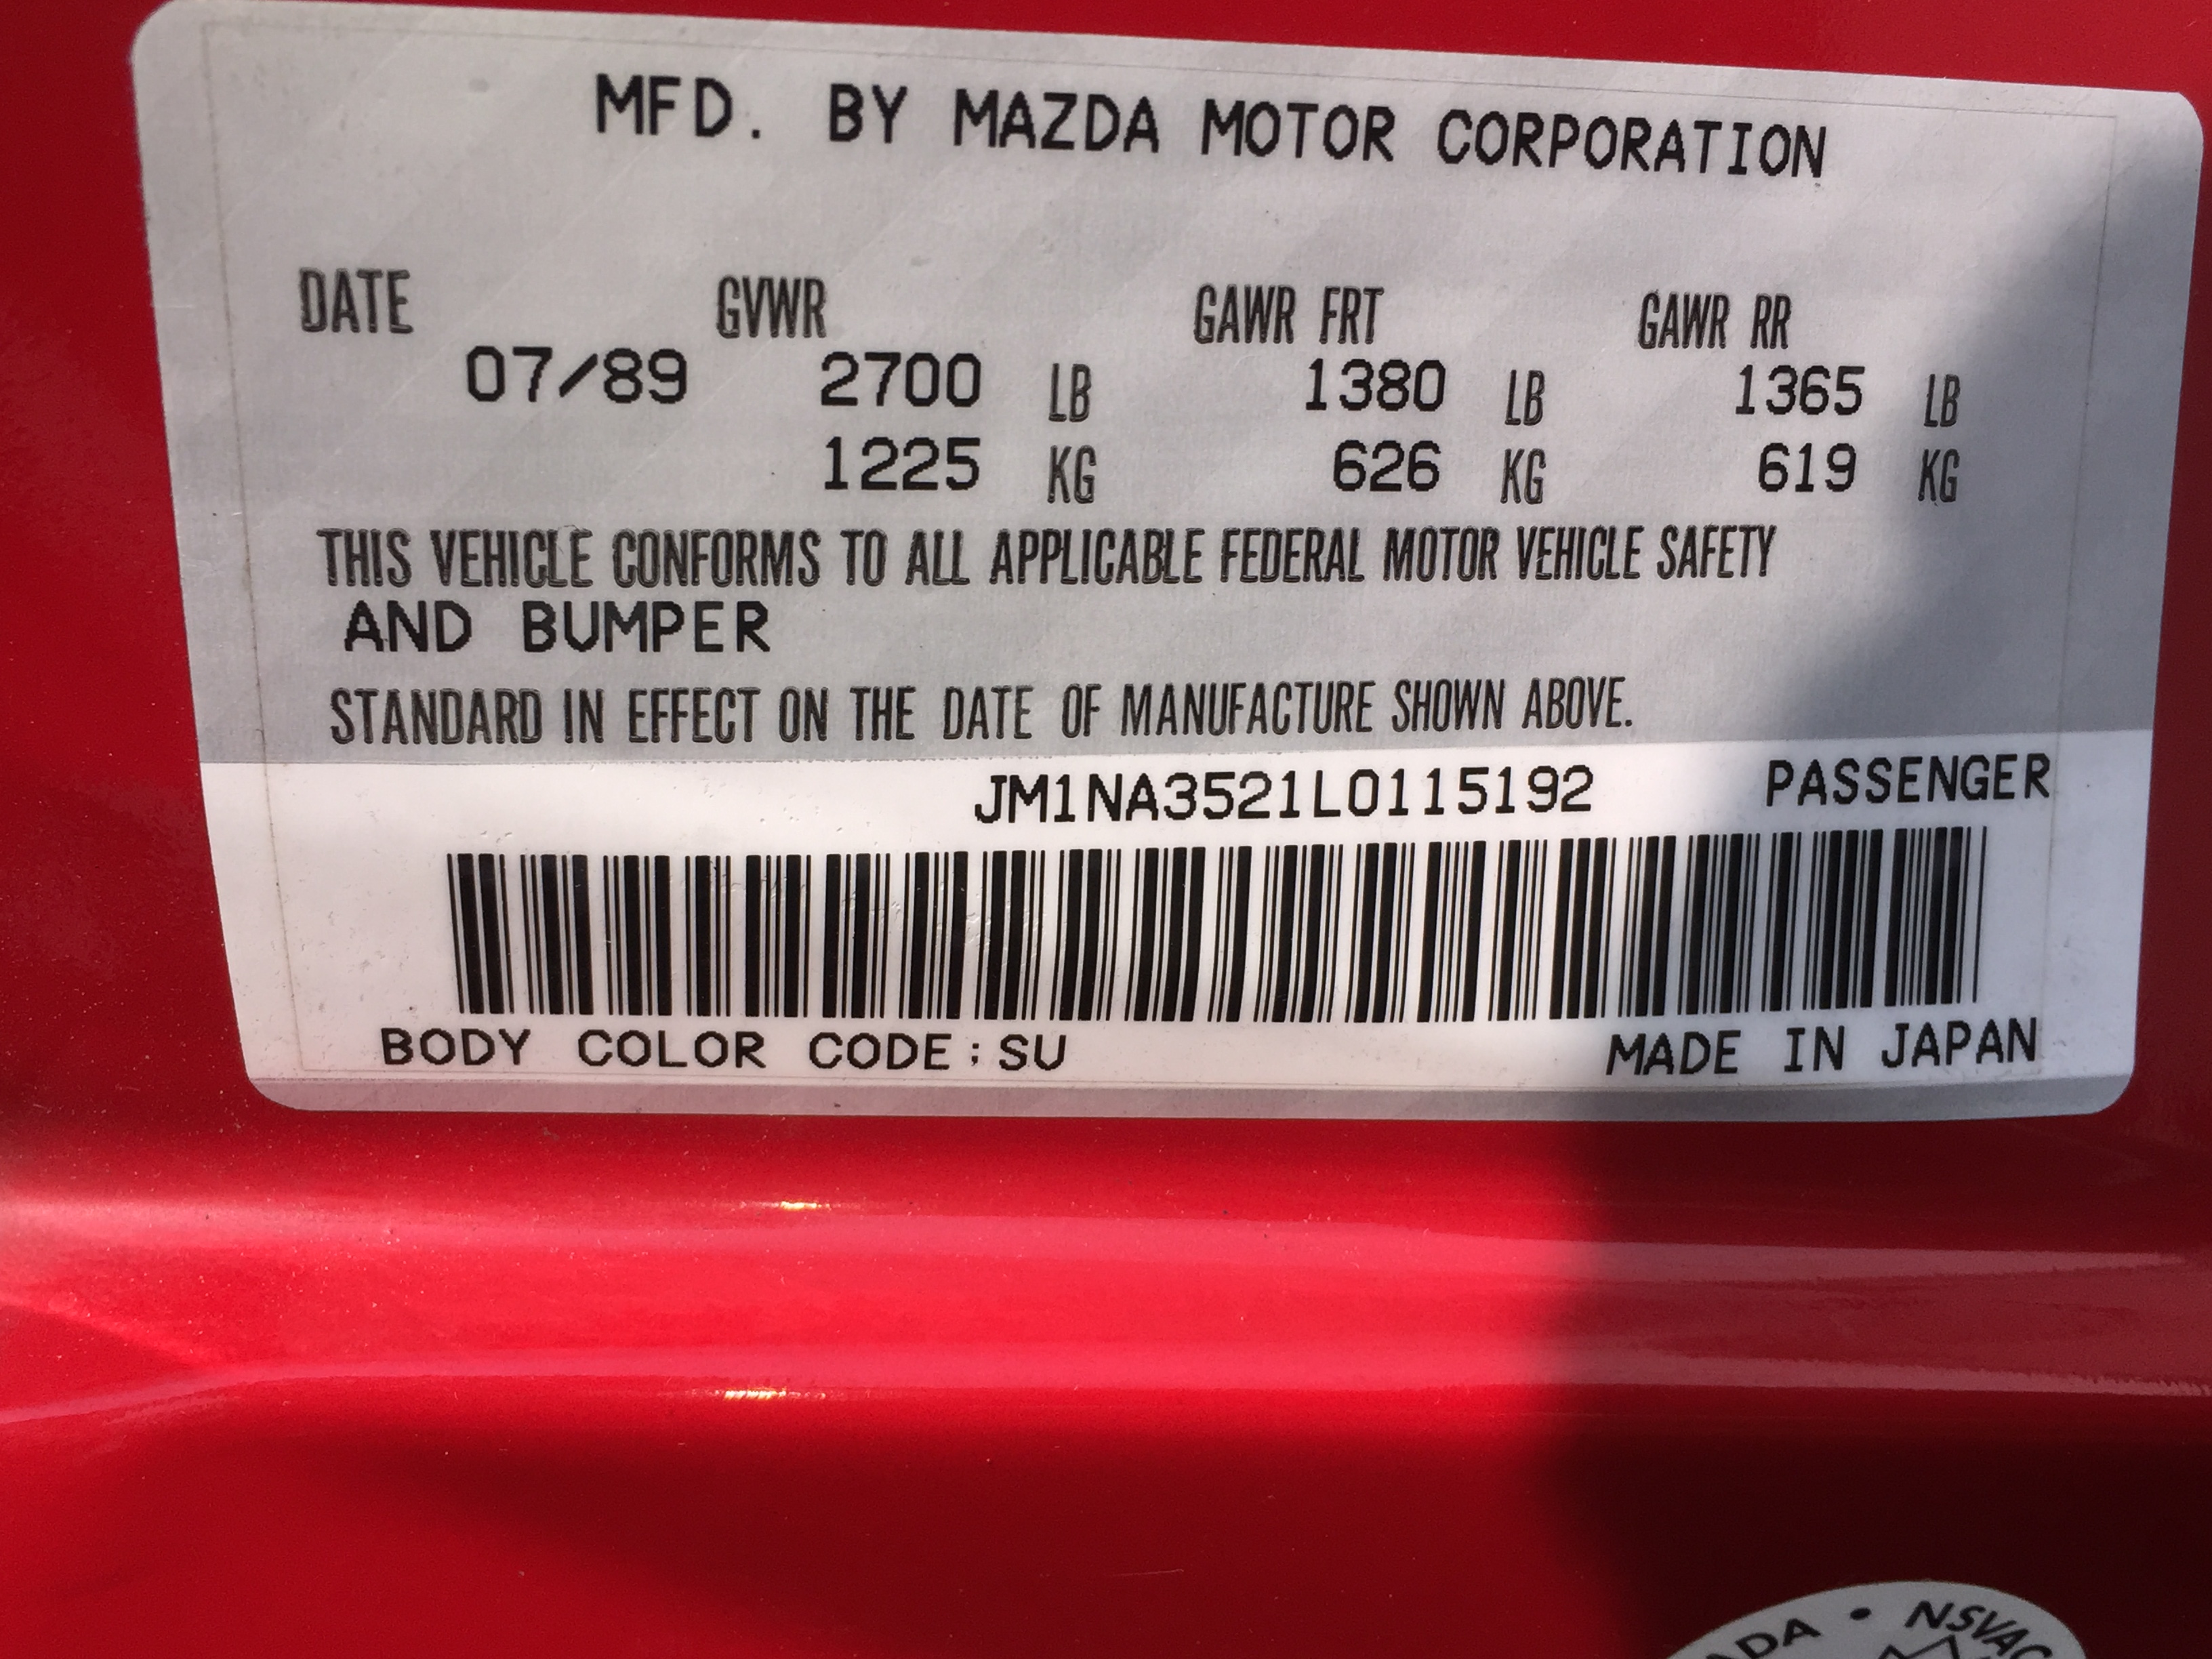 MFD. BY MAZDA MOTOR CORPORATION
DATE GVWR GAWR FRT GAWR RR
07/89 2700 LB 1380 LB 1365 LB
1225 KG 626 KG 619 KG
THIS VEHICLE CONFORMS TO ALL APPLICABLE FEDERAL MOTOR VEHICLE SAFETY
AND BUMPER
STANDARD IN EFFECT ON THE DATE OF MANUFACTURE SHOWN ABOVE.
JM1NA3521L0115192 PASSENGER
BODY COLOR CODE; SU MADE IN JAPAN